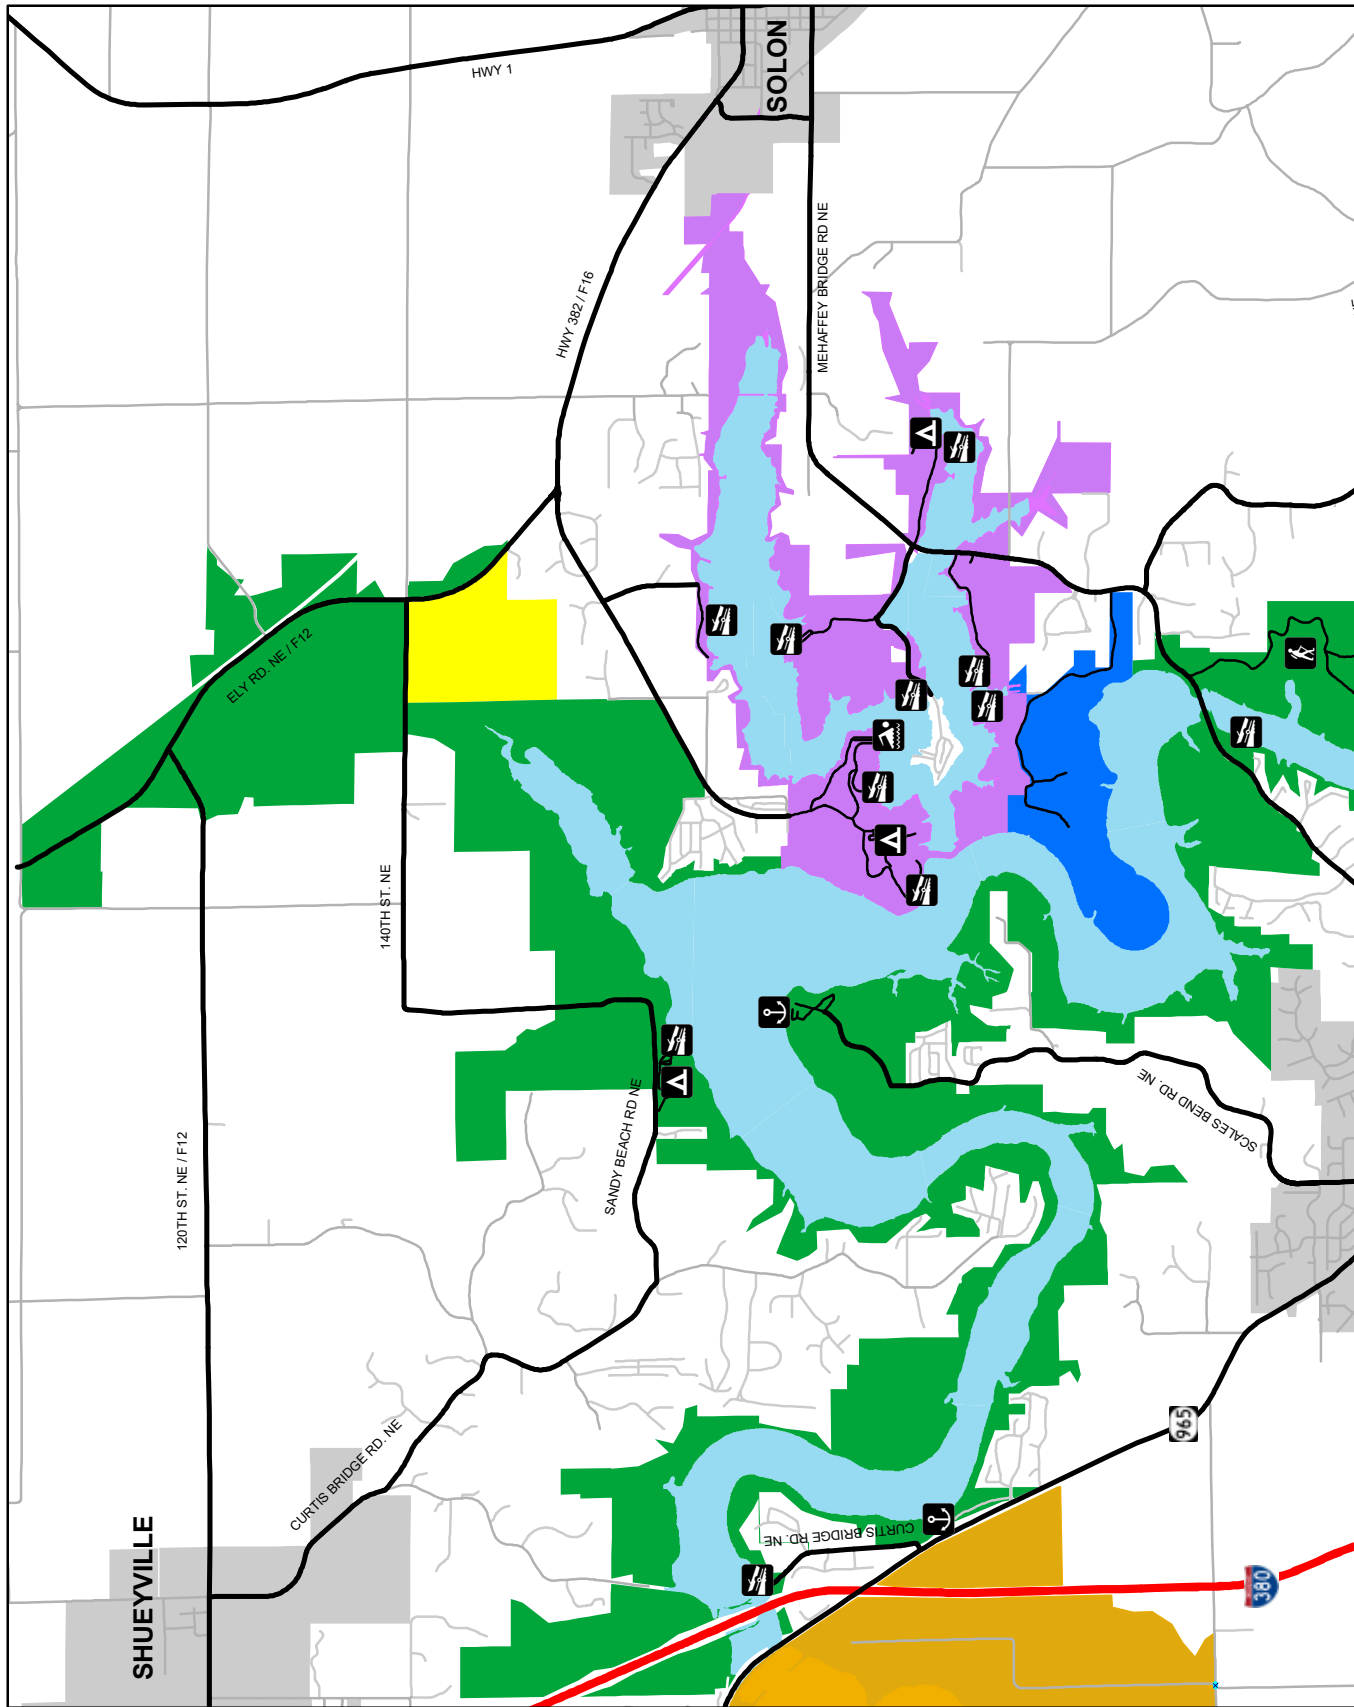 SOLON
HWY 1
HWY 382 / F16
MEHAFFEY BRIDGE RD NE
ELY RD. NE / F12
140TH ST. NE
120TH ST. NE / F12
SANDY BEACH RD NE
SCALES BEND RD. NE
CURTIS BRIDGE RD. NE
CURTIS BRIDGE RD. NE
SHUEYVILLE
965
380